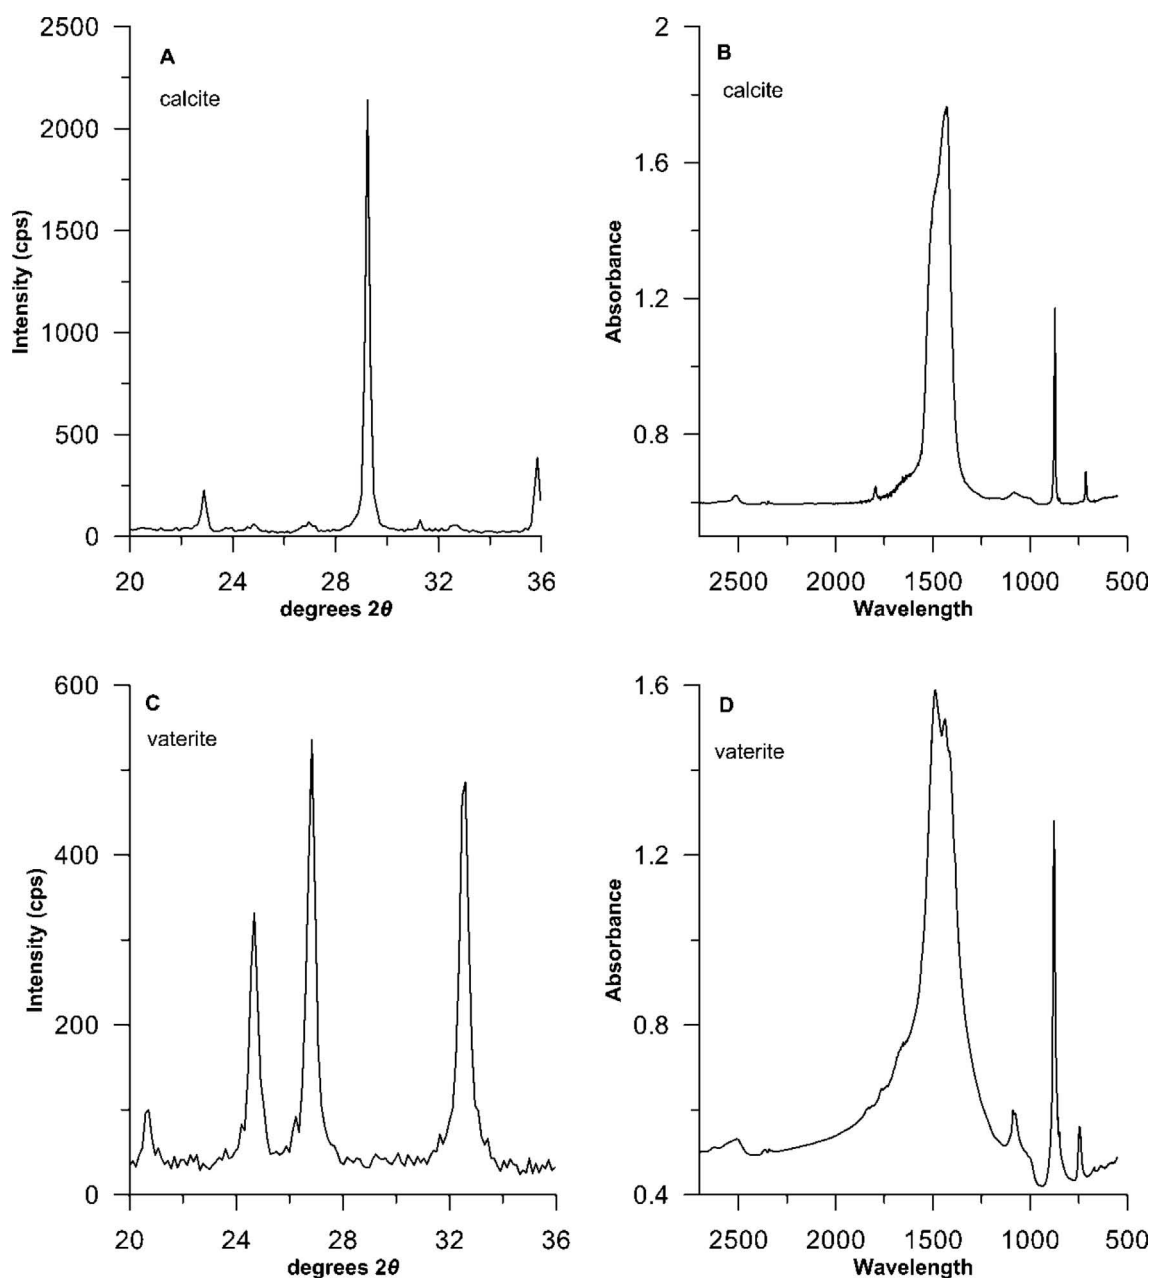 A
calcite
2500
2000
1500
1000
500
0
Intensity (cps)
20 24 28 32 36
degrees 2θ
B
calcite
2
1.6
1.2
0.8
Absorbance
2500 2000 1500 1000 500
Wavelength
C
vaterite
600
400
200
0
Intensity (cps)
20 24 28 32 36
degrees 2θ
D
vaterite
1.6
1.2
0.8
0.4
Absorbance
2500 2000 1500 1000 500
Wavelength